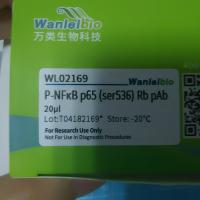 Wanleibio
万类生物科技
WL02169
Wanleibio
P-NFκB p65 (ser536) Rb pAb
20μl
Lot:T04182169* Store: -20℃
For Research Use Only
Not For Use in Diagnostic Procedures